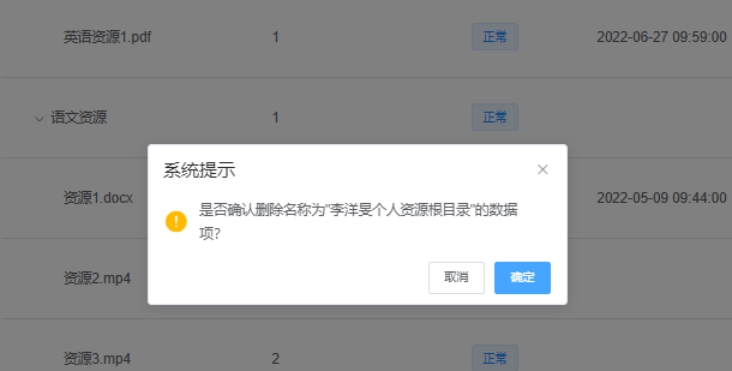 英语资源1.pdf 1 正常 2022-06-27 09:59:00
语文资源 1 正常
系统提示
资源1.docx 2022-05-09 09:44:00
是否确认删除名称为"李洋旻个人资源根目录"的数据
项?
资源2.mp4
取消 确定
资源3.mp4 2 正常